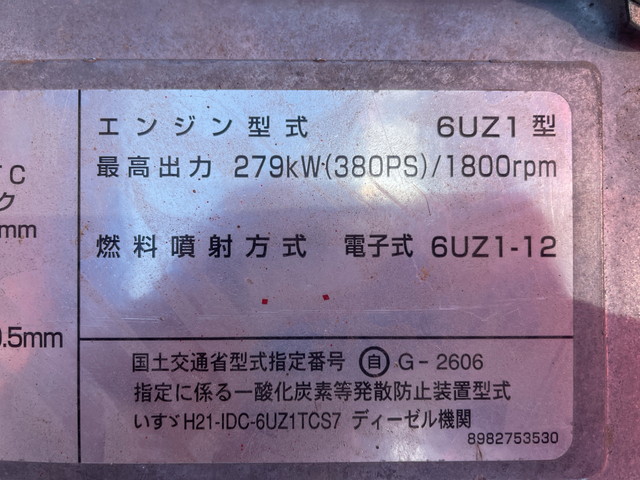 エンジン型式 6UZ1型
TC
最高出力 279kW(380PS)/1800rpm
ク
mm
燃料噴射方式 電子式 6UZ1-12
0.5mm
国土交通省型式指定番号 自 G-2606
指定に係る一酸化炭素等発散防止装置型式
いすゞH21-IDC-6UZ1TCS7 ディーゼル機関
8982753530